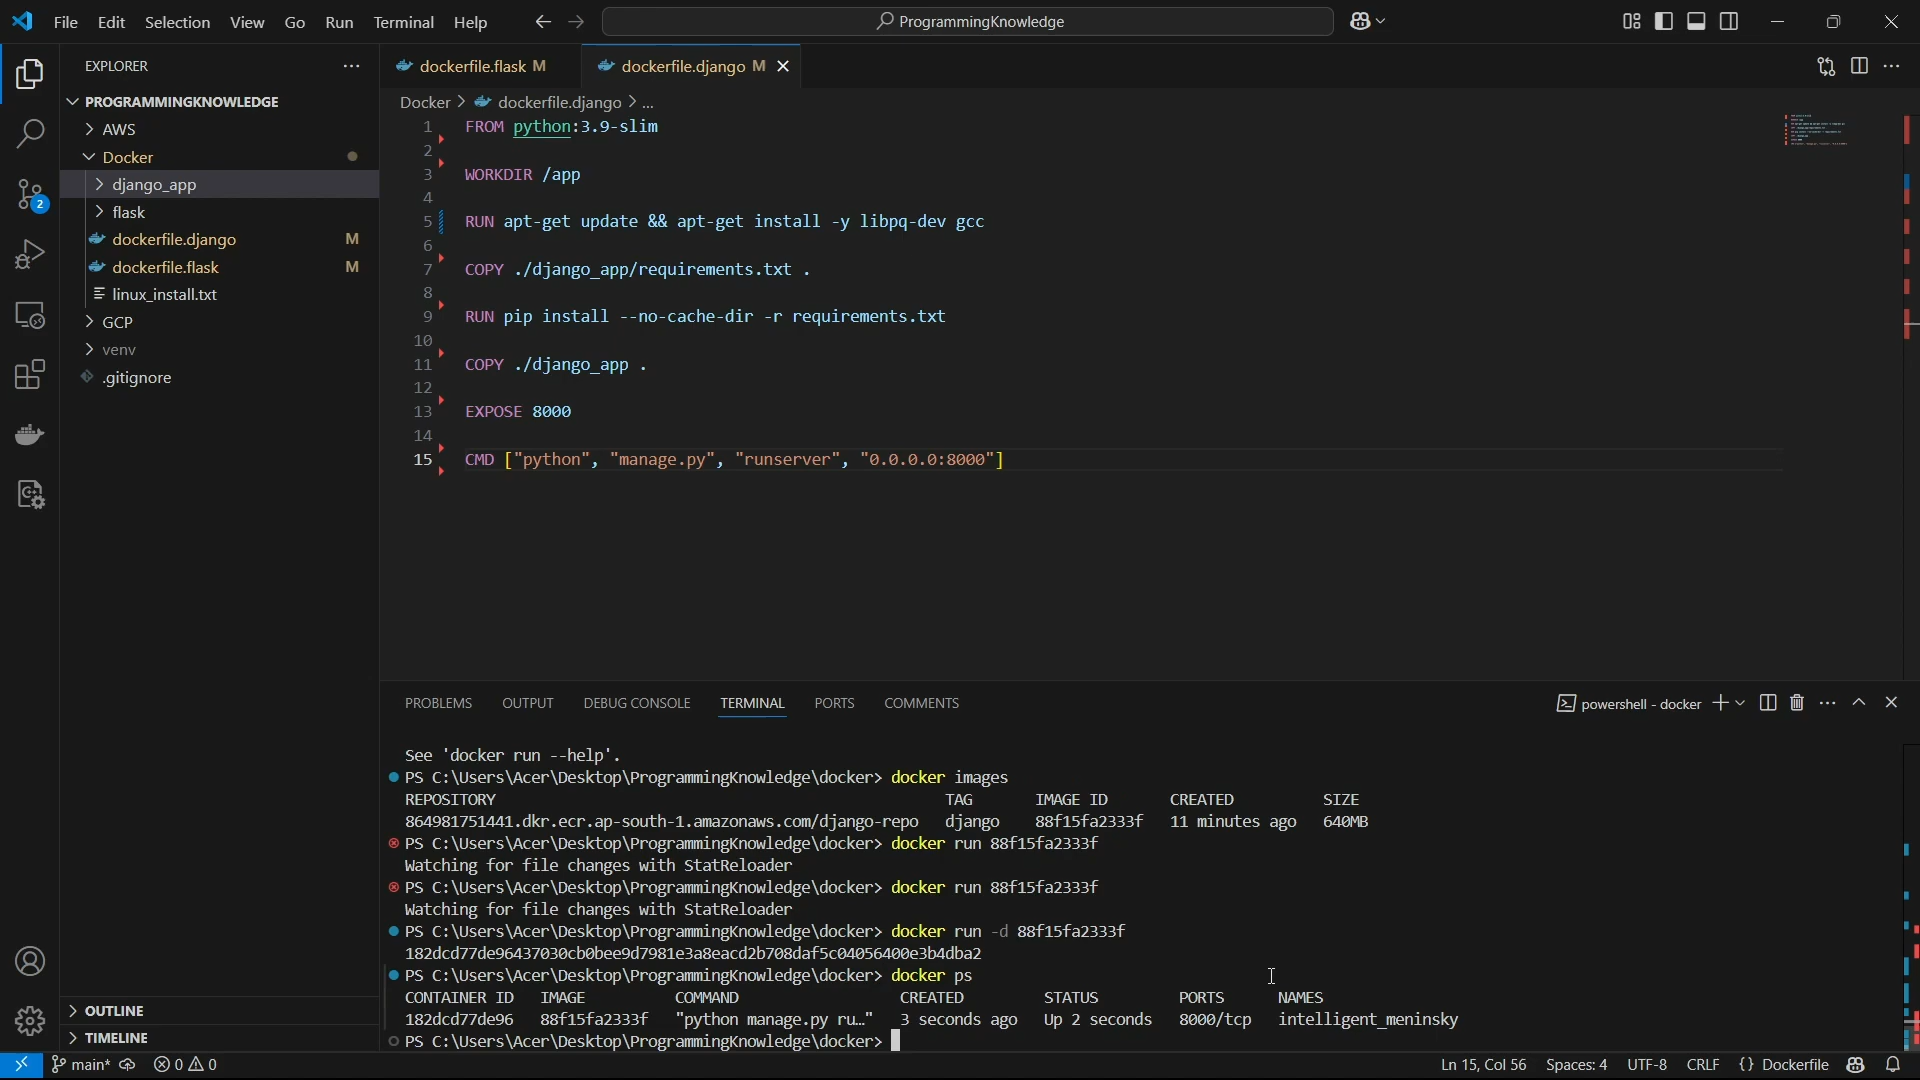 File Edit Selection View Go Run Terminal Help
ProgrammingKnowledge
EXPLORER
PROGRAMMINGKNOWLEDGE
AWS
Docker
django_app
flask
dockerfile.django M
dockerfile.flask M
linux_install.txt
GCP
venv
.gitignore
OUTLINE
TIMELINE
2
dockerfile.flask M
dockerfile.django M
Docker > dockerfile.django > ...
1 FROM python:3.9-slim
2
3 WORKDIR /app
4
5 RUN apt-get update && apt-get install -y libpq-dev gcc
6
7 COPY ./django_app/requirements.txt .
8
9 RUN pip install --no-cache-dir -r requirements.txt
10
11 COPY ./django_app .
12
13 EXPOSE 8000
14
15 CMD ["python", "manage.py", "runserver", "0.0.0.0:8000"]
PROBLEMS OUTPUT DEBUG CONSOLE TERMINAL PORTS COMMENTS
powershell - docker
See 'docker run --help'.
PS C:\Users\Acer\Desktop\ProgrammingKnowledge\docker> docker images
REPOSITORY TAG IMAGE ID CREATED SIZE
864981751441.dkr.ecr.ap-south-1.amazonaws.com/django-repo django 88f15fa2333f 11 minutes ago 640MB
PS C:\Users\Acer\Desktop\ProgrammingKnowledge\docker> docker run 88f15fa2333f
Watching for file changes with StatReloader
PS C:\Users\Acer\Desktop\ProgrammingKnowledge\docker> docker run 88f15fa2333f
Watching for file changes with StatReloader
PS C:\Users\Acer\Desktop\ProgrammingKnowledge\docker> docker run -d 88f15fa2333f
182dcd77de96437030cb0bee9d7981e3a8eacd2b708daf5c04056400e3b4dba2
PS C:\Users\Acer\Desktop\ProgrammingKnowledge\docker> docker ps
CONTAINER ID IMAGE COMMAND CREATED STATUS PORTS NAMES
182dcd77de96 88f15fa2333f "python manage.py ru…" 3 seconds ago Up 2 seconds 8000/tcp intelligent_meninsky
PS C:\Users\Acer\Desktop\ProgrammingKnowledge\docker>
main* 0 0 Ln 15, Col 56 Spaces: 4 UTF-8 CRLF {} Dockerfile